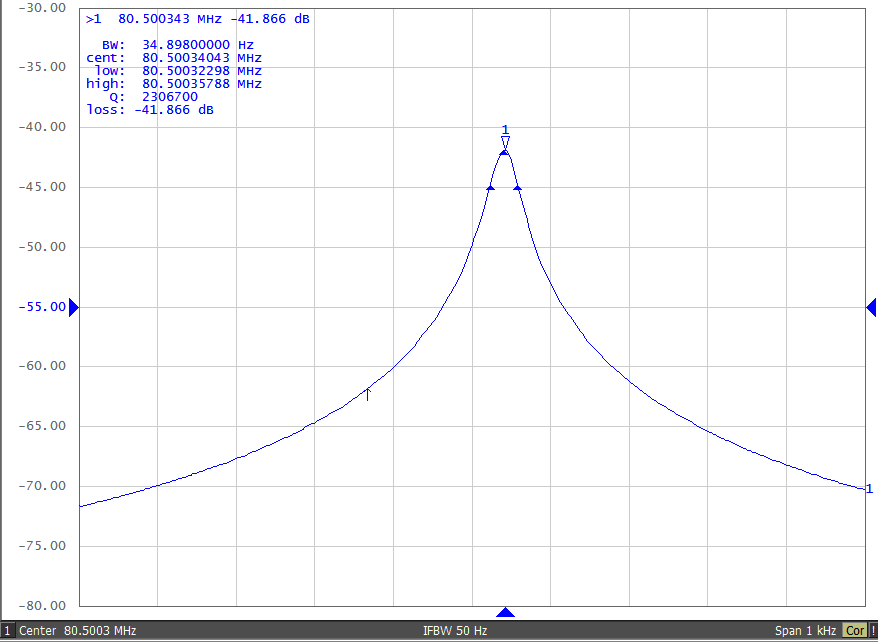 >1 80.500343 MHz -41.866 dB
BW: 34.89800000 Hz
cent: 80.50034043 MHz
low: 80.50032298 MHz
high: 80.50035788 MHz
Q: 2306700
loss: -41.866 dB
-30.00
-35.00
-40.00
-45.00
-50.00
-55.00
-60.00
-65.00
-70.00
-75.00
-80.00
1
1
1 Center 80.5003 MHz IFBW 50 Hz Span 1 kHz Cor !